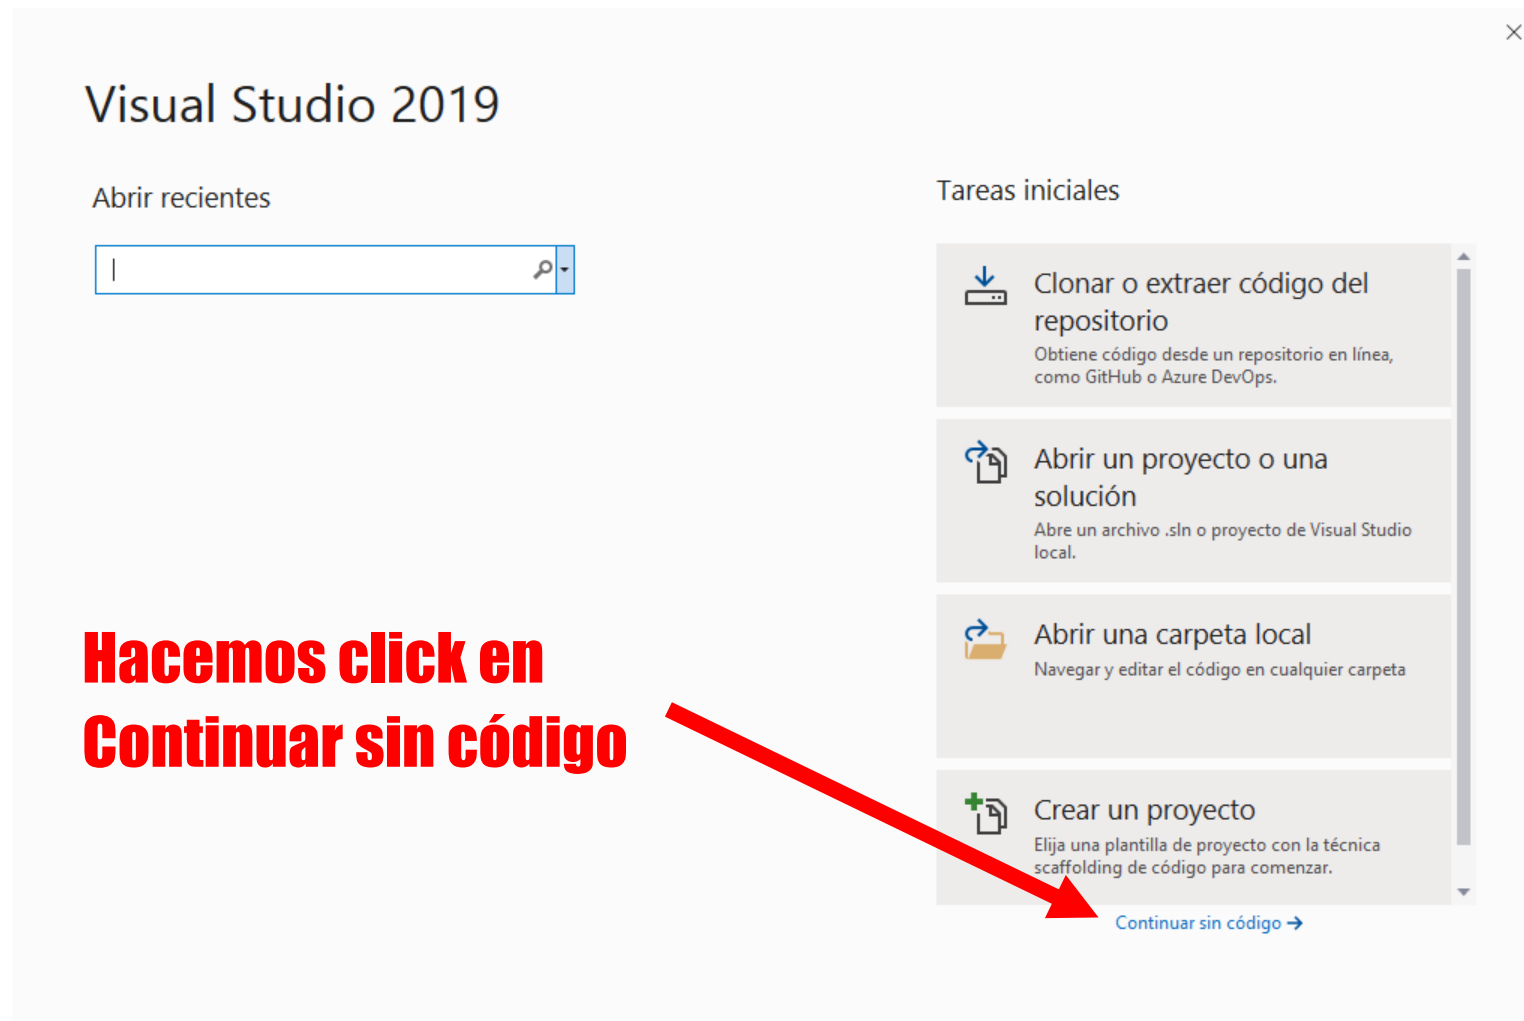 Visual Studio 2019
Abrir recientes
Tareas iniciales
Clonar o extraer código del
repositorio
Obtiene código desde un repositorio en línea,
como GitHub o Azure DevOps.
Abrir un proyecto o una
solución
Abre un archivo .sln o proyecto de Visual Studio
local.
Abrir una carpeta local
Navegar y editar el código en cualquier carpeta
Crear un proyecto
Elija una plantilla de proyecto con la técnica
scaffolding de código para comenzar.
Continuar sin código →
Hacemos click en
Continuar sin código